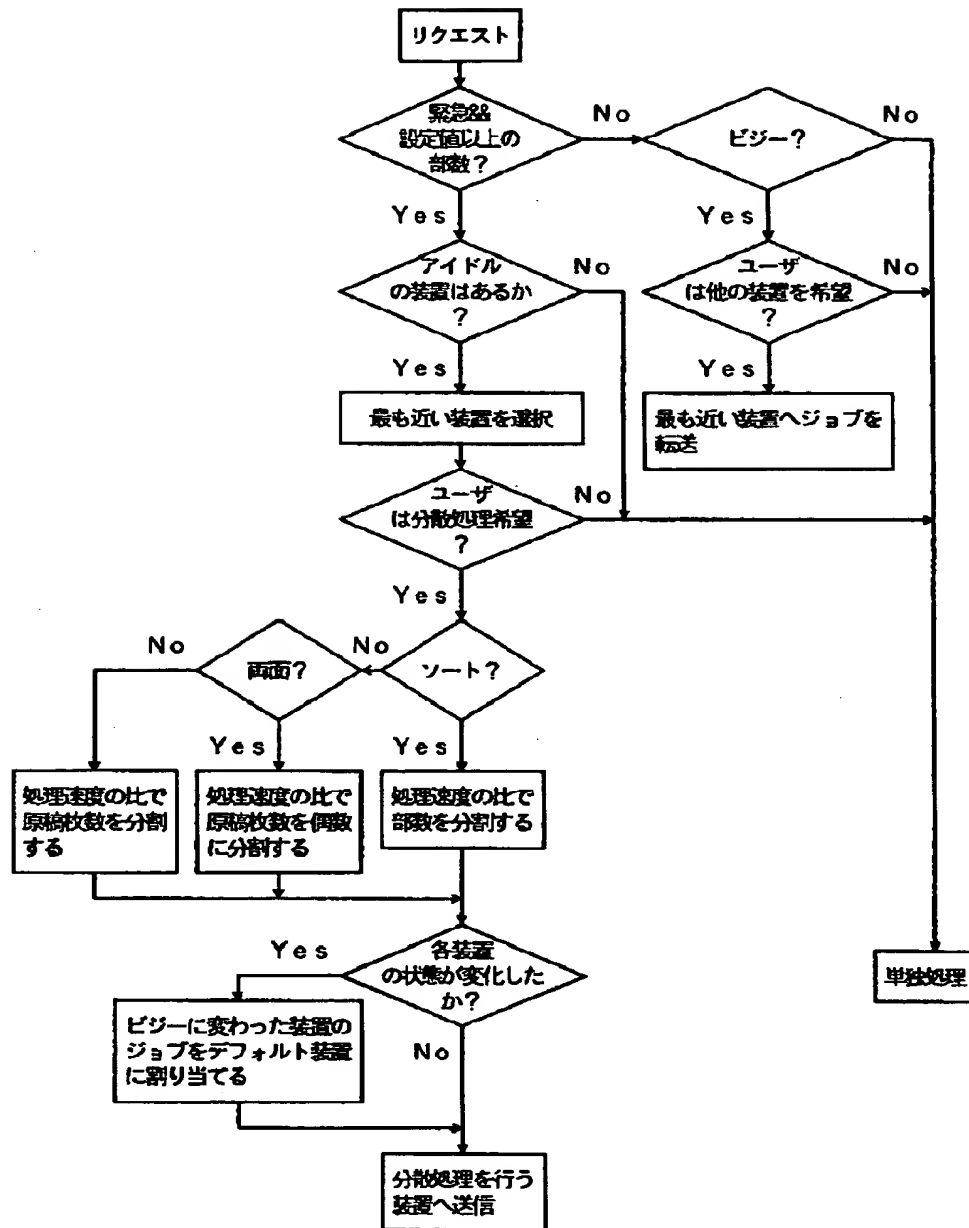 リクエスト
緊急&&
設定値以上の
部数？
No
ビジー？
No
Yes
Yes
アイドル
の装置はあるか
？
No
ユーザ
は他の装置を希望
？
No
Yes
Yes
最も近い装置を選択
最も近い装置へジョブを
転送
ユーザ
は分散処理希望
？
No
Yes
No
両面？
No
ソート？
Yes
Yes
処理速度の比で
原稿枚数を分割
する
処理速度の比で
原稿枚数を偶数
に分割する
処理速度の比で
部数を分割する
Yes
各装置
の状態が変化した
か？
単独処理
ビジーに変わった装置の
ジョブをデフォルト装置
に割り当てる
No
分散処理を行う
装置へ送信